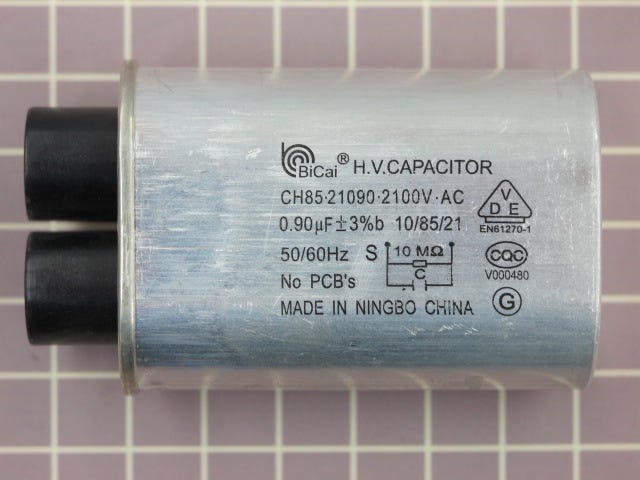 BiCai® H.V.CAPACITOR
CH85·21090·2100V·AC
VDE
0.90μF±3%b 10/85/21
EN61270-1
50/60Hz S 10 MΩ
C
CQC
No PCB's
V000480
MADE IN NINGBO CHINA
G